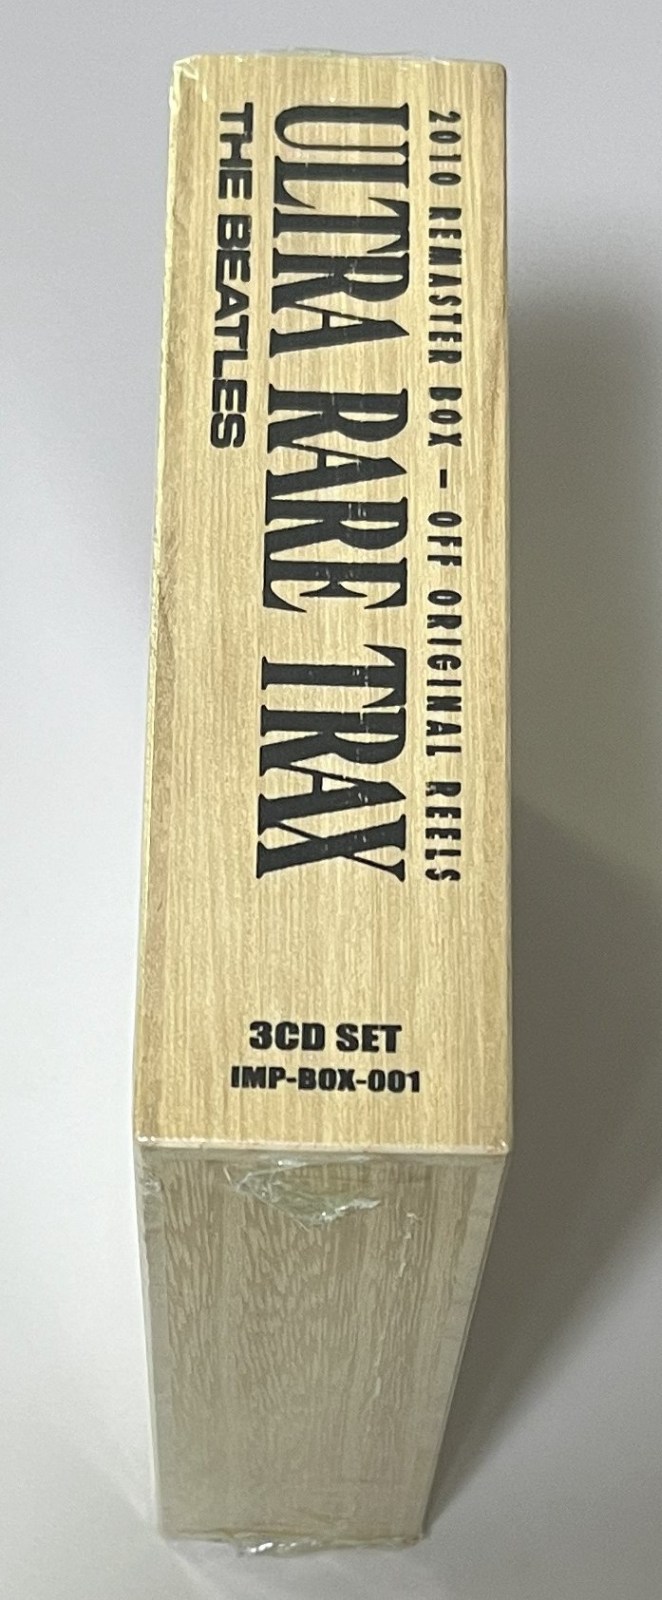 2010 REMASTER BOX – OFF ORIGINAL REELS
ULTRA RARE TRAX
THE BEATLES
3CD SET
IMP-BOX-001